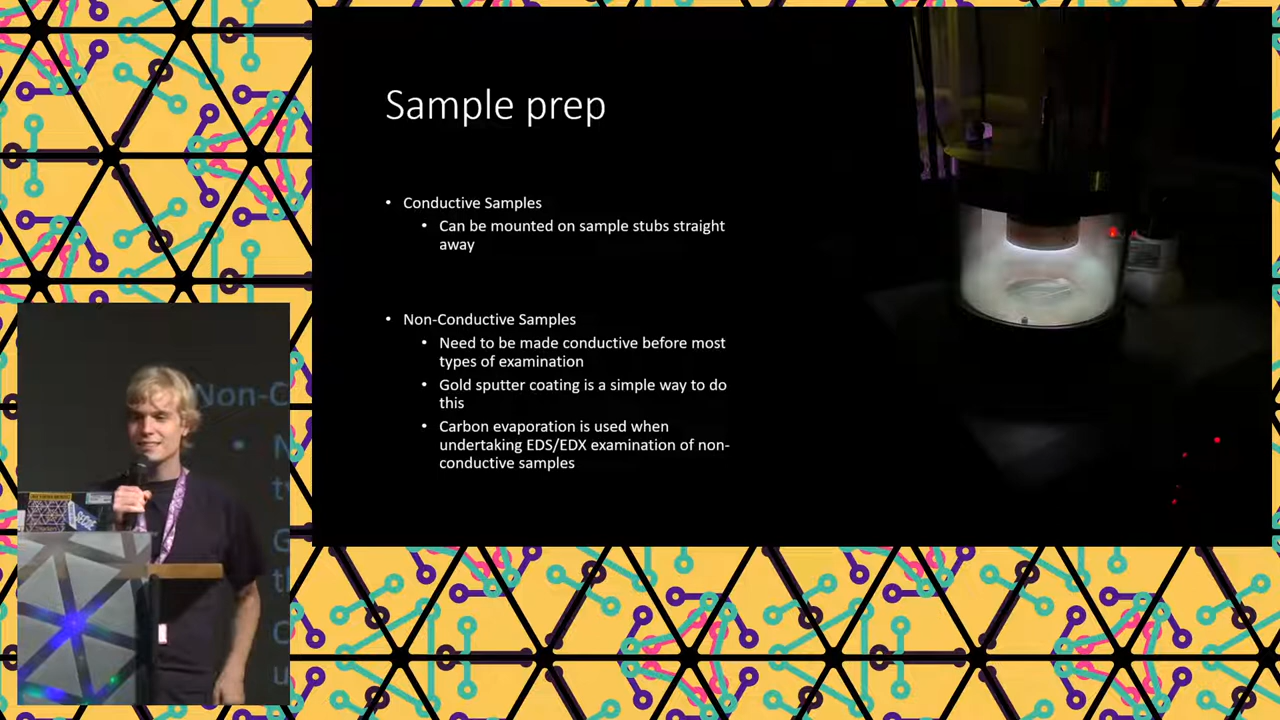 Sample prep
• Conductive Samples
• Can be mounted on sample stubs straight
away
• Non-Conductive Samples
• Need to be made conductive before most
types of examination
• Gold sputter coating is a simple way to do
this
• Carbon evaporation is used when
undertaking EDS/EDX examination of non-
conductive samples
Non-C